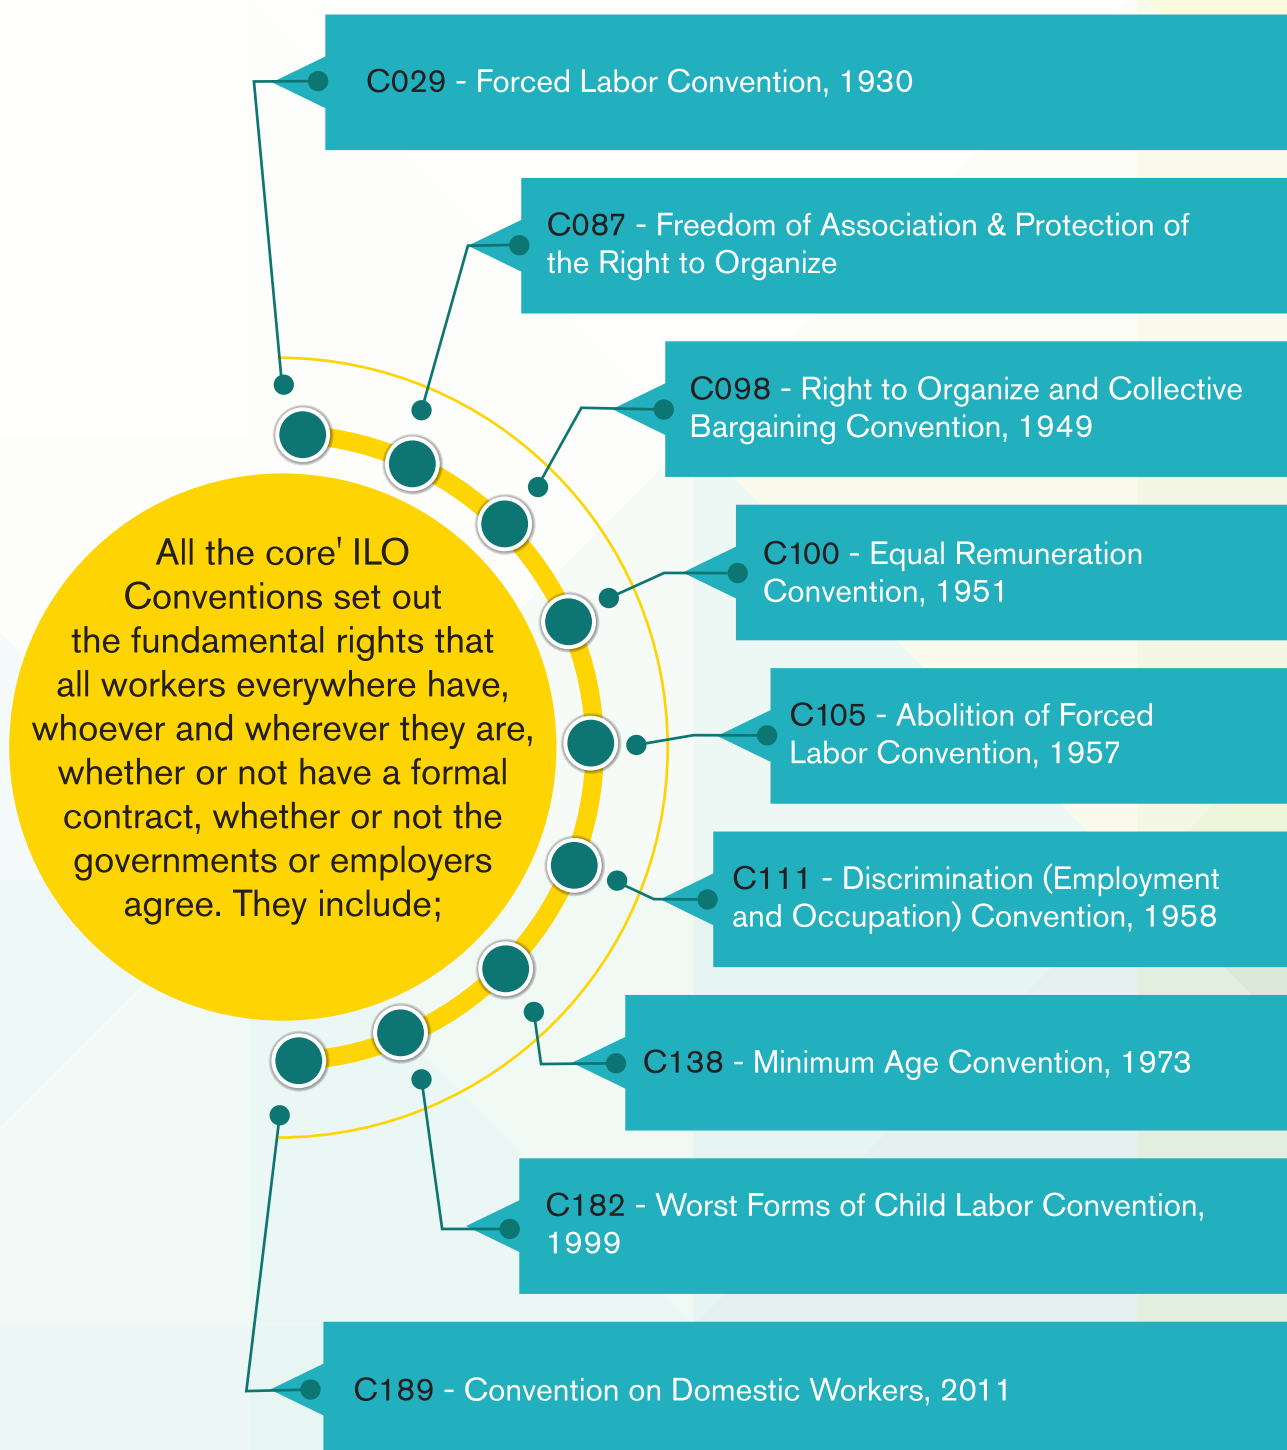 C029 - Forced Labor Convention, 1930
C087 - Freedom of Association & Protection of
the Right to Organize
C098 - Right to Organize and Collective
Bargaining Convention, 1949
C100 - Equal Remuneration
Convention, 1951
C105 - Abolition of Forced
Labor Convention, 1957
C111 - Discrimination (Employment
and Occupation) Convention, 1958
C138 - Minimum Age Convention, 1973
C182 - Worst Forms of Child Labor Convention,
1999
C189 - Convention on Domestic Workers, 2011
All the core' ILO
Conventions set out
the fundamental rights that
all workers everywhere have,
whoever and wherever they are,
whether or not have a formal
contract, whether or not the
governments or employers
agree. They include;